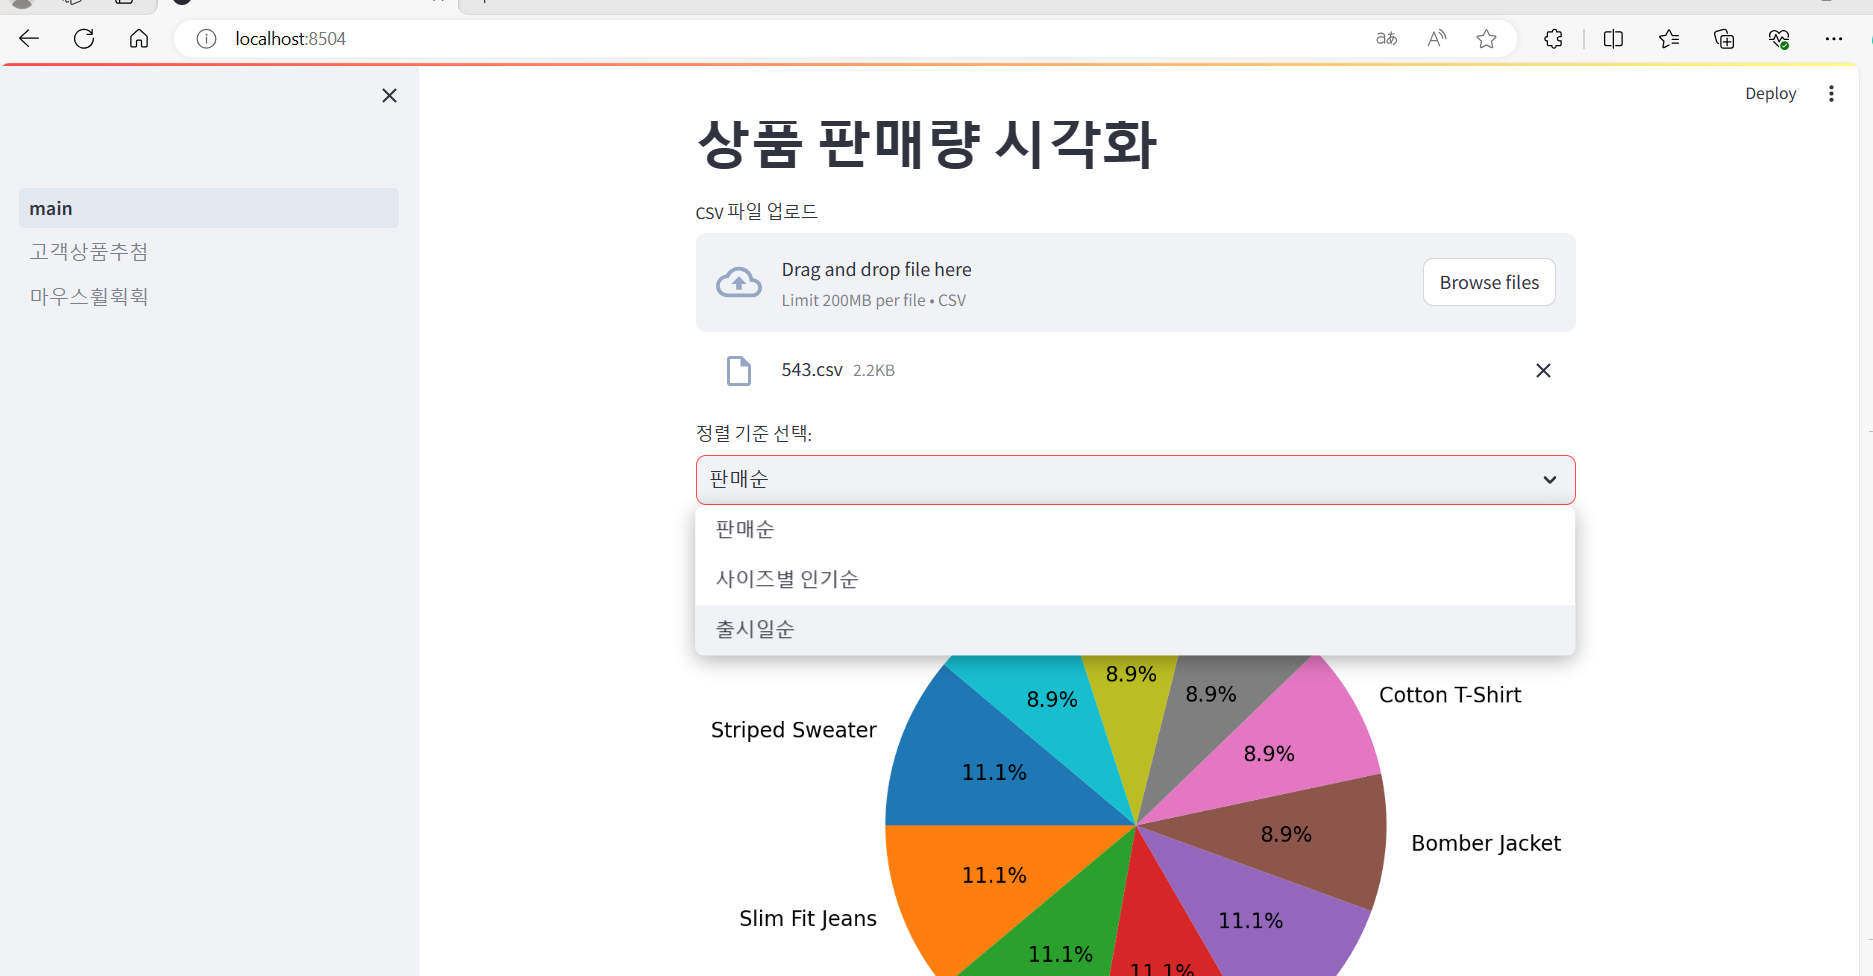 localhost:8504
Deploy
main
고객상품추첨
마우스휠휙휙
상품 판매량 시각화
CSV 파일 업로드
Drag and drop file here
Limit 200MB per file • CSV
Browse files
543.csv 2.2KB
정렬 기준 선택:
판매순
판매순
사이즈별 인기순
출시일순
8.9%
8.9%
8.9%
Cotton T-Shirt
Striped Sweater
8.9%
11.1%
8.9%
Bomber Jacket
11.1%
Slim Fit Jeans
11.1%
11.1%
11.1%